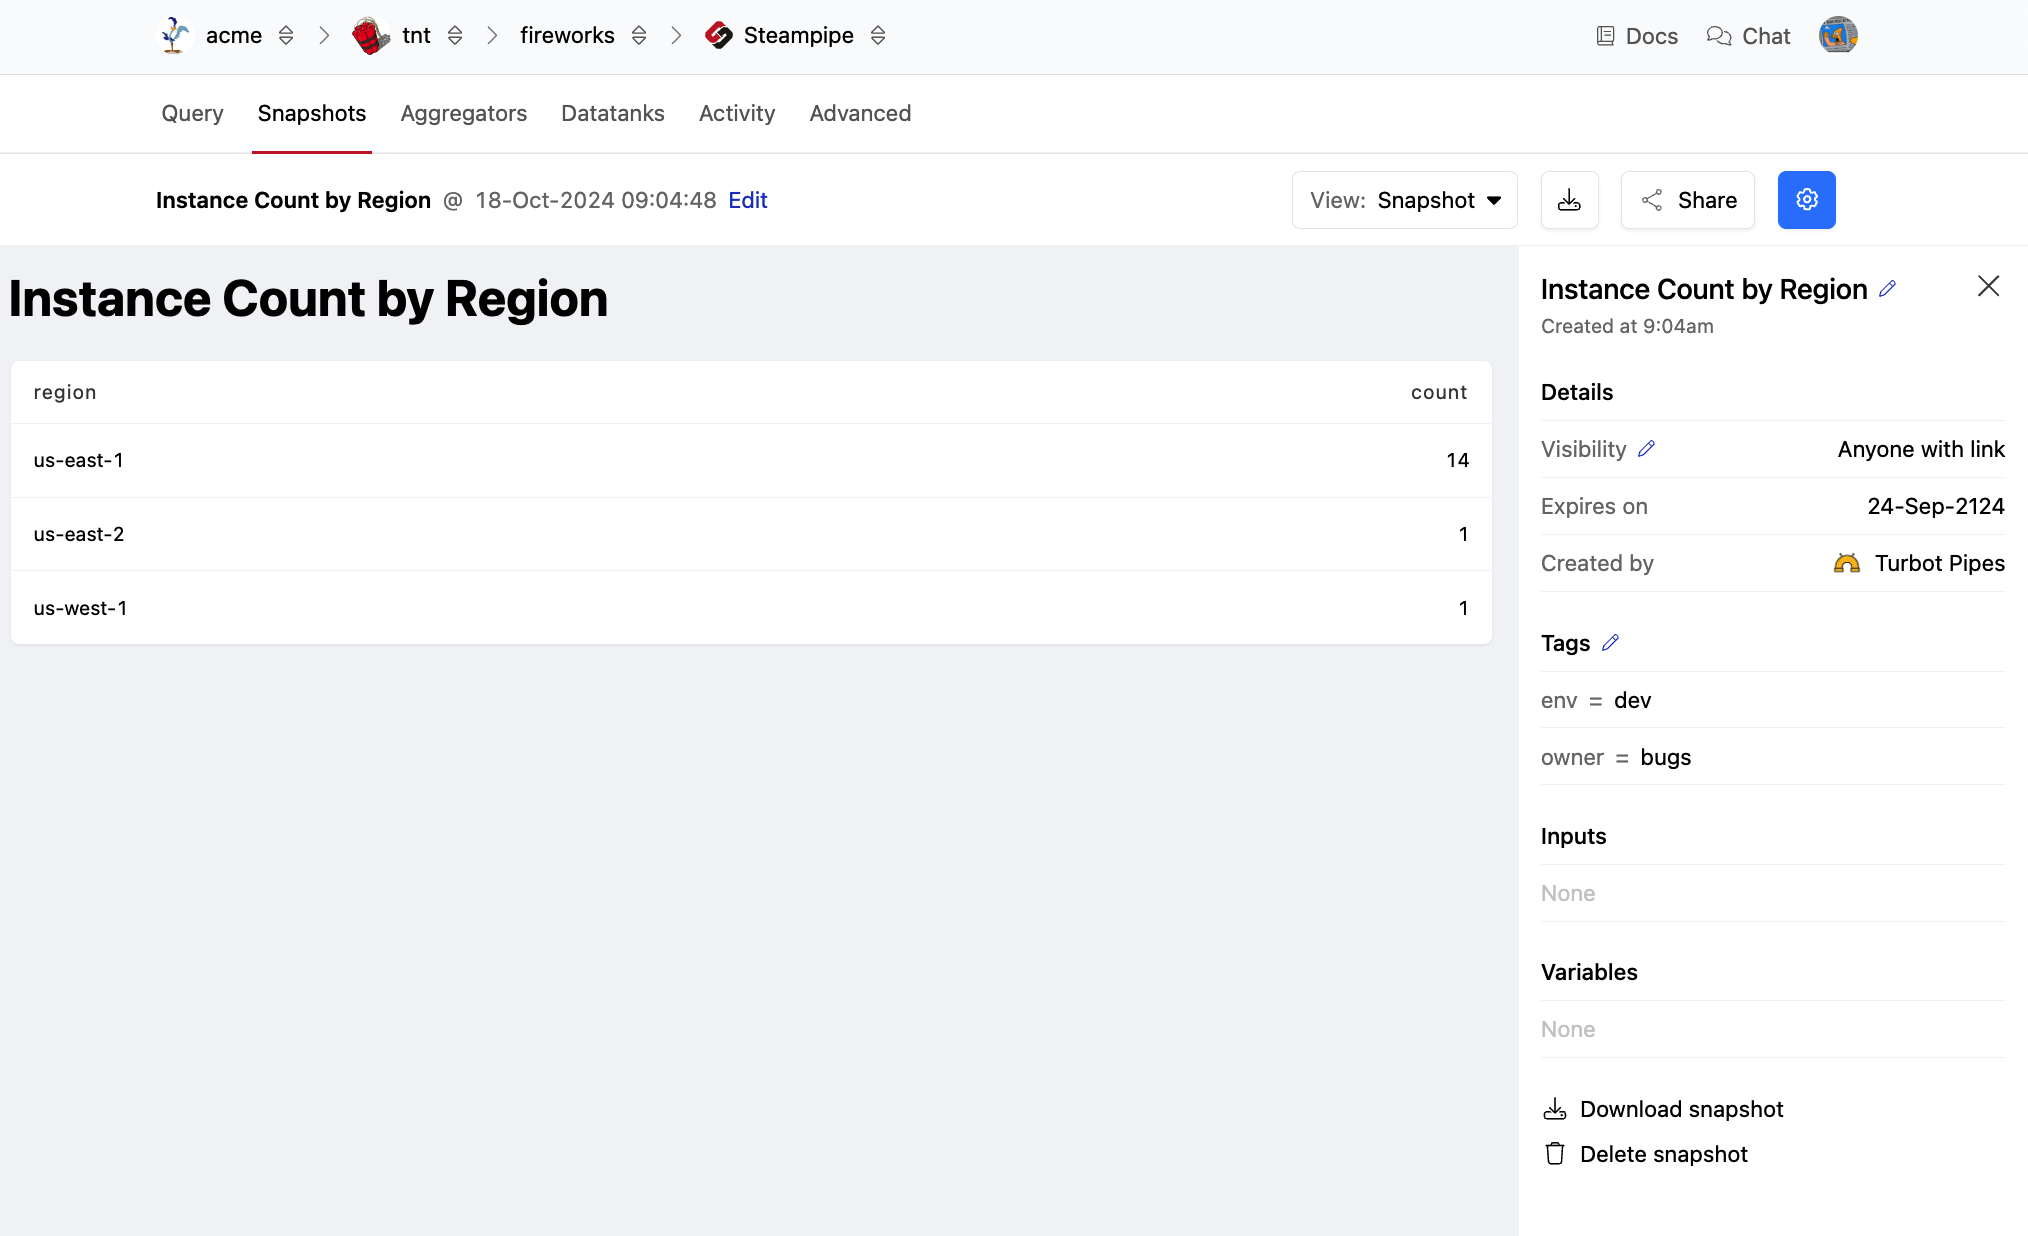 acme tnt fireworks Steampipe Docs Chat
Query Snapshots Aggregators Datatanks Activity Advanced
Instance Count by Region @ 18-Oct-2024 09:04:48 Edit View: Snapshot Share
Instance Count by Region
region count
us-east-1 14
us-east-2 1
us-west-1 1
Instance Count by Region
Created at 9:04am
Details
Visibility Anyone with link
Expires on 24-Sep-2124
Created by Turbot Pipes
Tags
env = dev
owner = bugs
Inputs
None
Variables
None
Download snapshot
Delete snapshot